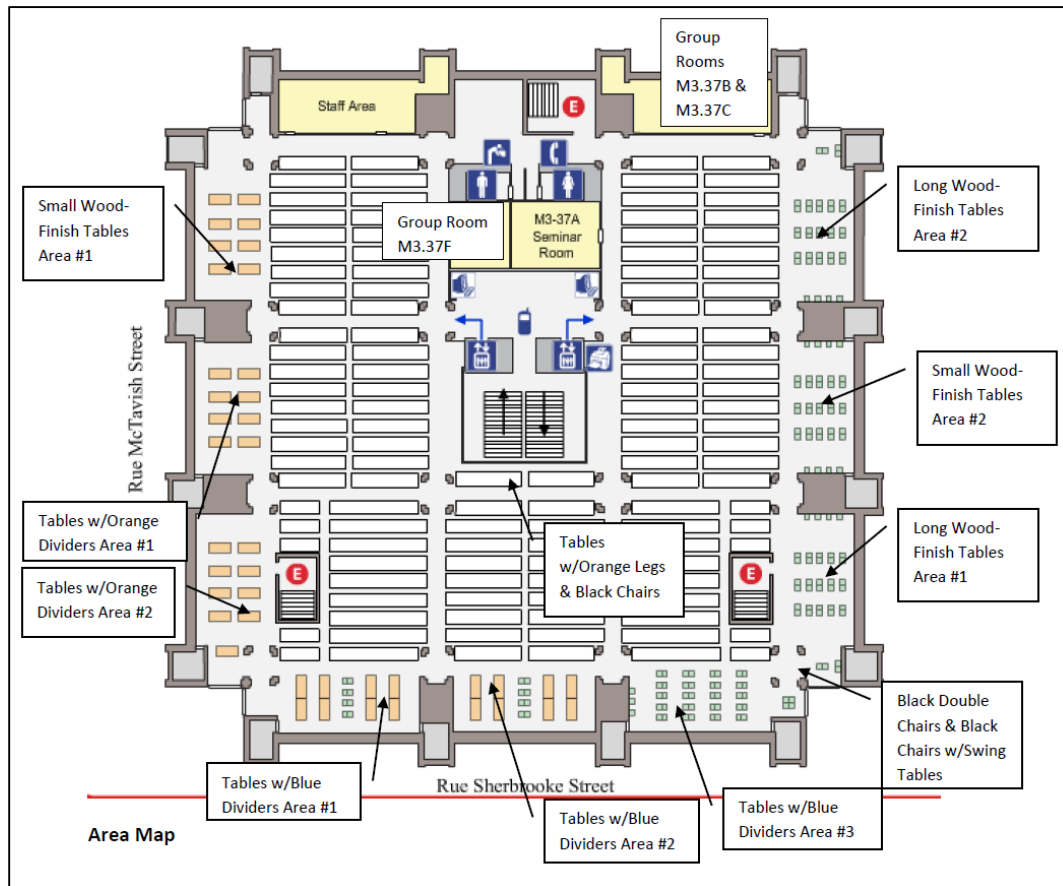 Group
Rooms
M3.37B &
M3.37C
Staff Area
E
Small Wood-
Finish Tables
Area #1
Long Wood-
Finish Tables
Area #2
Group Room
M3.37F
M3-37A
Seminar
Room
Rue McTavish Street
Small Wood-
Finish Tables
Area #2
Tables w/Orange
Dividers Area #1
Tables
w/Orange Legs
& Black Chairs
Long Wood-
Finish Tables
Area #1
E
E
Tables w/Orange
Dividers Area #2
Black Double
Chairs & Black
Chairs w/Swing
Tables
Tables w/Blue
Dividers Area #1
Rue Sherbrooke Street
Tables w/Blue
Dividers Area #2
Tables w/Blue
Dividers Area #3
Area Map